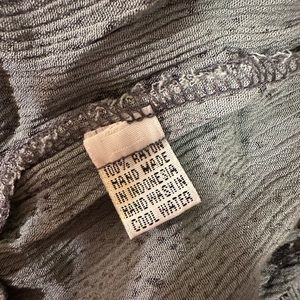 100% RAYON
HAND MADE
IN INDONESIA
HAND WASH IN
COOL WATER